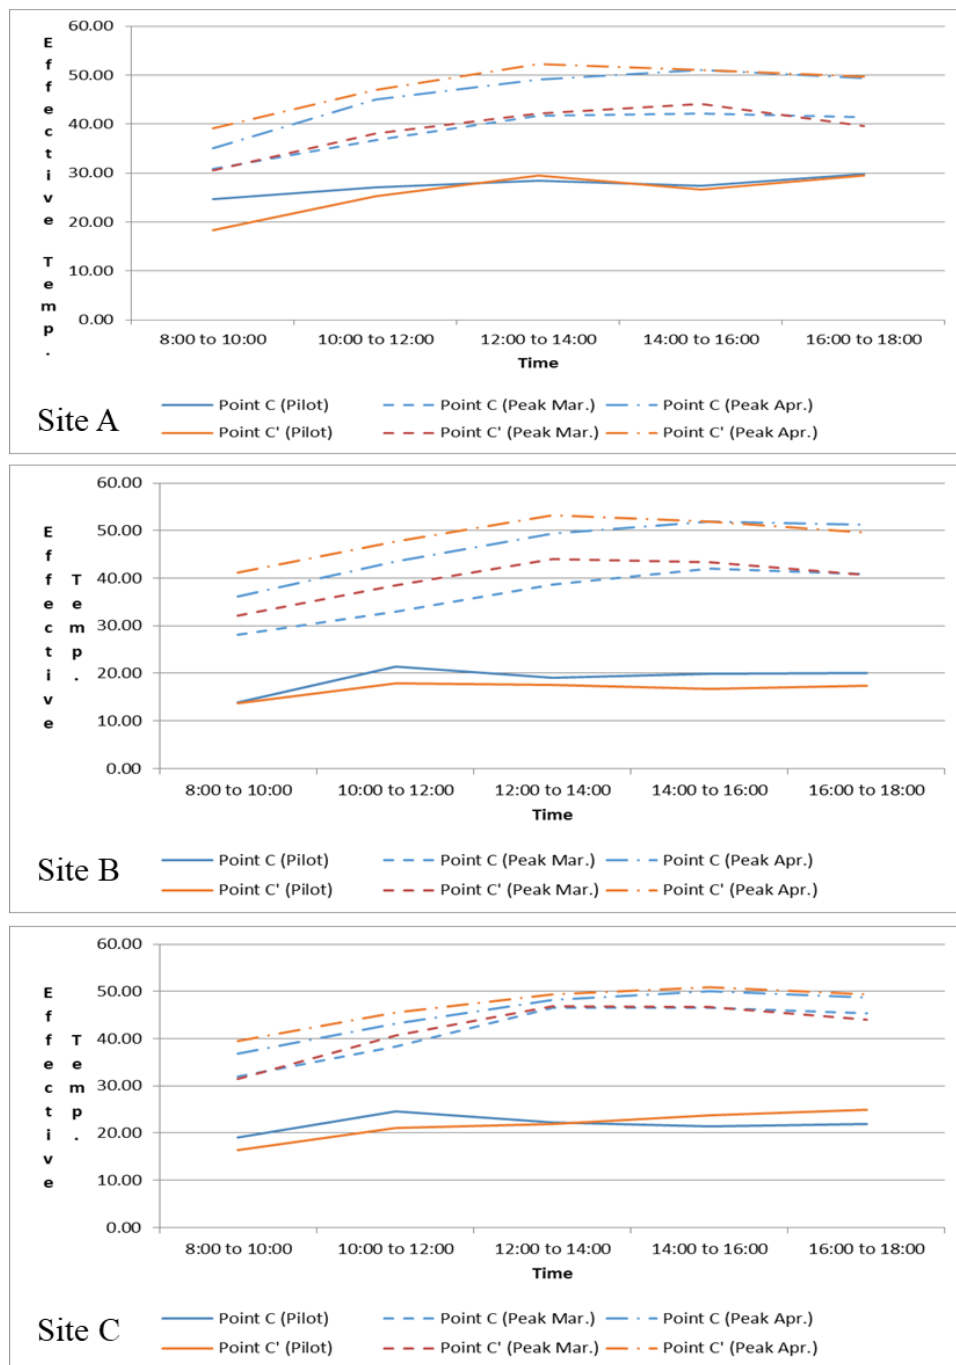 Effective Temp.
60.00
50.00
40.00
30.00
20.00
10.00
0.00
8:00 to 10:00 10:00 to 12:00 12:00 to 14:00 14:00 to 16:00 16:00 to 18:00
Time
Point C (Pilot) Point C (Peak Mar.) Point C (Peak Apr.)
Point C' (Pilot) Point C' (Peak Mar.) Point C' (Peak Apr.)
Site A
Effective Temp.
60.00
50.00
40.00
30.00
20.00
10.00
0.00
8:00 to 10:00 10:00 to 12:00 12:00 to 14:00 14:00 to 16:00 16:00 to 18:00
Time
Point C (Pilot) Point C (Peak Mar.) Point C (Peak Apr.)
Point C' (Pilot) Point C' (Peak Mar.) Point C' (Peak Apr.)
Site B
Effective Temp.
60.00
50.00
40.00
30.00
20.00
10.00
0.00
8:00 to 10:00 10:00 to 12:00 12:00 to 14:00 14:00 to 16:00 16:00 to 18:00
Time
Point C (Pilot) Point C (Peak Mar.) Point C (Peak Apr.)
Point C' (Pilot) Point C' (Peak Mar.) Point C' (Peak Apr.)
Site C